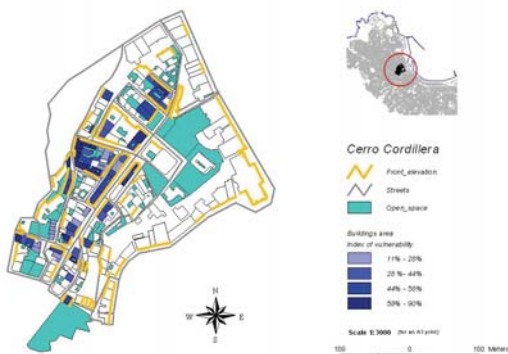 Cerro Cordillera
Front_elevation
Streets
Open_space
Buildings area
Index of vulnerability
11% - 28%
28 % - 44%
44% - 58%
58% - 90%
N
W E
S
Scale 1:3000 (for an A3 print)
100 0 100 Meters